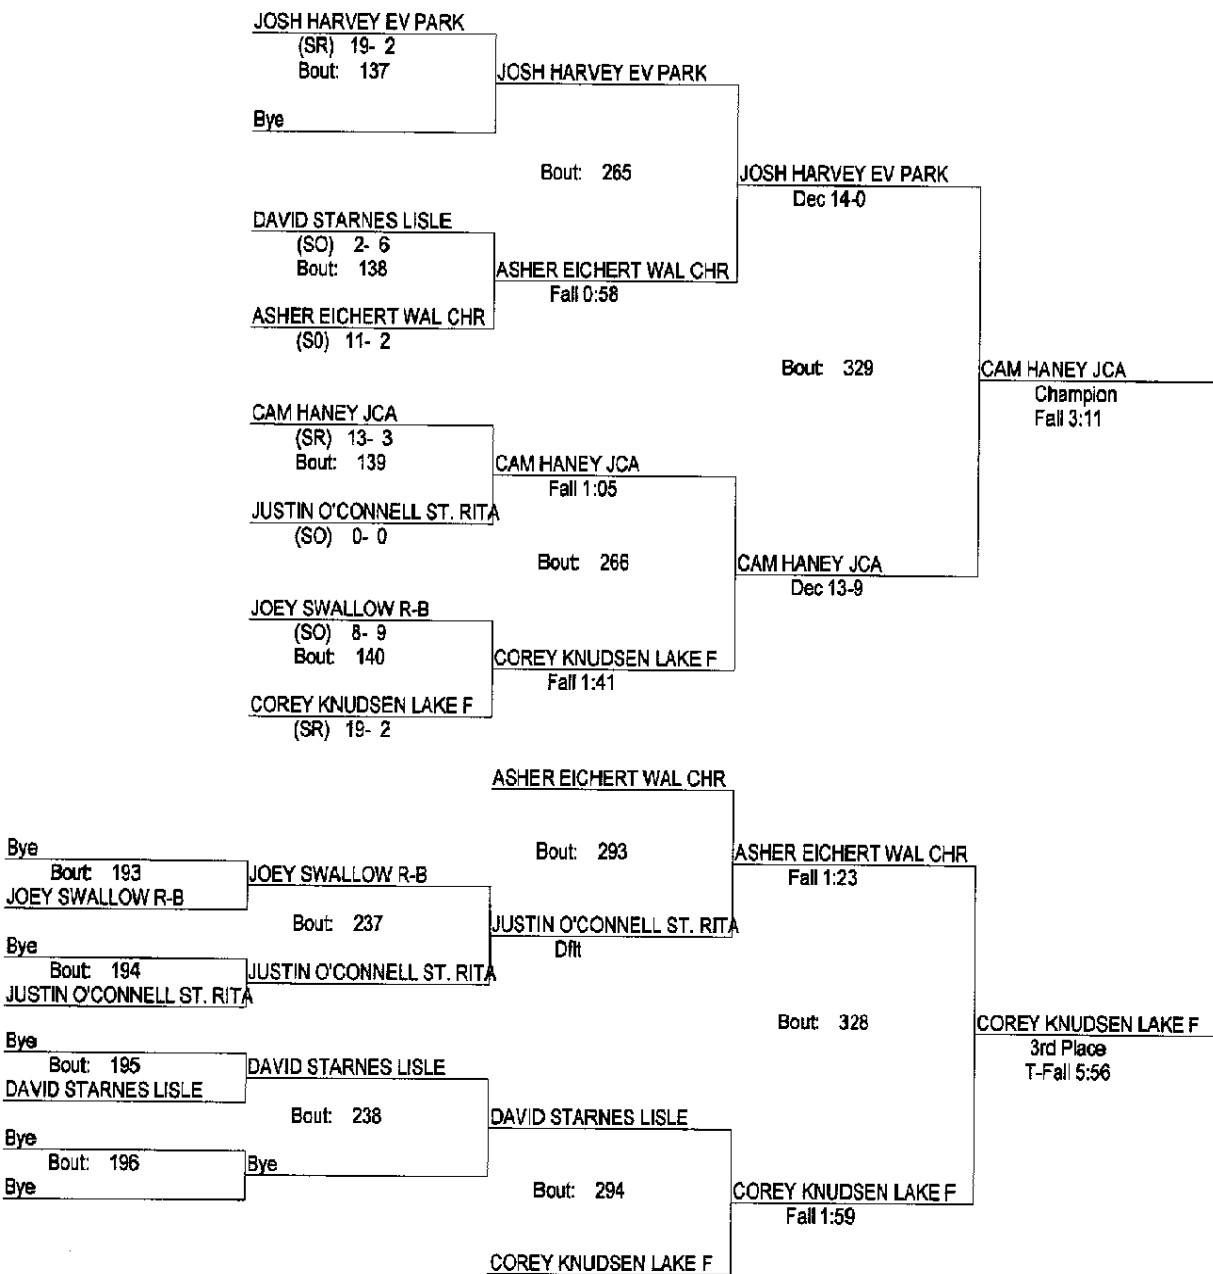 JOSH HARVEY EV PARK
(SR) 19- 2
Bout: 137
JOSH HARVEY EV PARK
Bye
Bout: 265
JOSH HARVEY EV PARK
Dec 14-0
DAVID STARNES LISLE
(SO) 2- 6
Bout: 138
ASHER EICHERT WAL CHR
Fall 0:58
ASHER EICHERT WAL CHR
(S0) 11- 2
Bout: 329
CAM HANEY JCA
Champion
Fall 3:11
CAM HANEY JCA
(SR) 13- 3
Bout: 139
CAM HANEY JCA
Fall 1:05
JUSTIN O'CONNELL ST. RITA
(SO) 0- 0
Bout: 266
CAM HANEY JCA
Dec 13-9
JOEY SWALLOW R-B
(SO) 8- 9
Bout: 140
COREY KNUDSEN LAKE F
Fall 1:41
COREY KNUDSEN LAKE F
(SR) 19- 2
ASHER EICHERT WAL CHR
Bout: 293
ASHER EICHERT WAL CHR
Fall 1:23
Bye
Bout: 193
JOEY SWALLOW R-B
JOEY SWALLOW R-B
Bout: 237
JUSTIN O'CONNELL ST. RITA
Dflt
Bye
Bout: 194
JUSTIN O'CONNELL ST. RITA
JUSTIN O'CONNELL ST. RITA
Bout: 328
COREY KNUDSEN LAKE F
3rd Place
T-Fall 5:56
Bye
Bout: 195
DAVID STARNES LISLE
DAVID STARNES LISLE
Bout: 238
DAVID STARNES LISLE
Bye
Bout: 196
Bye
Bye
Bout: 294
COREY KNUDSEN LAKE F
Fall 1:59
COREY KNUDSEN LAKE F